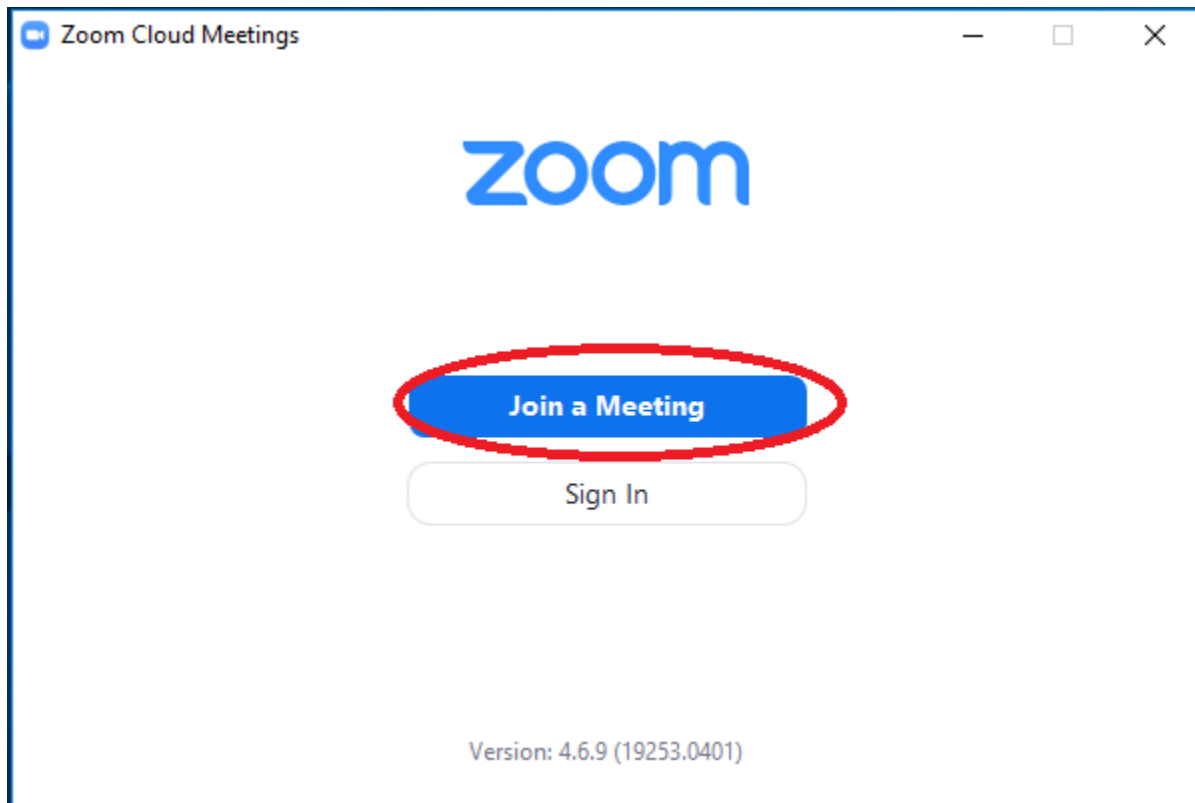 Zoom Cloud Meetings
zoom
Join a Meeting
Sign In
Version: 4.6.9 (19253.0401)